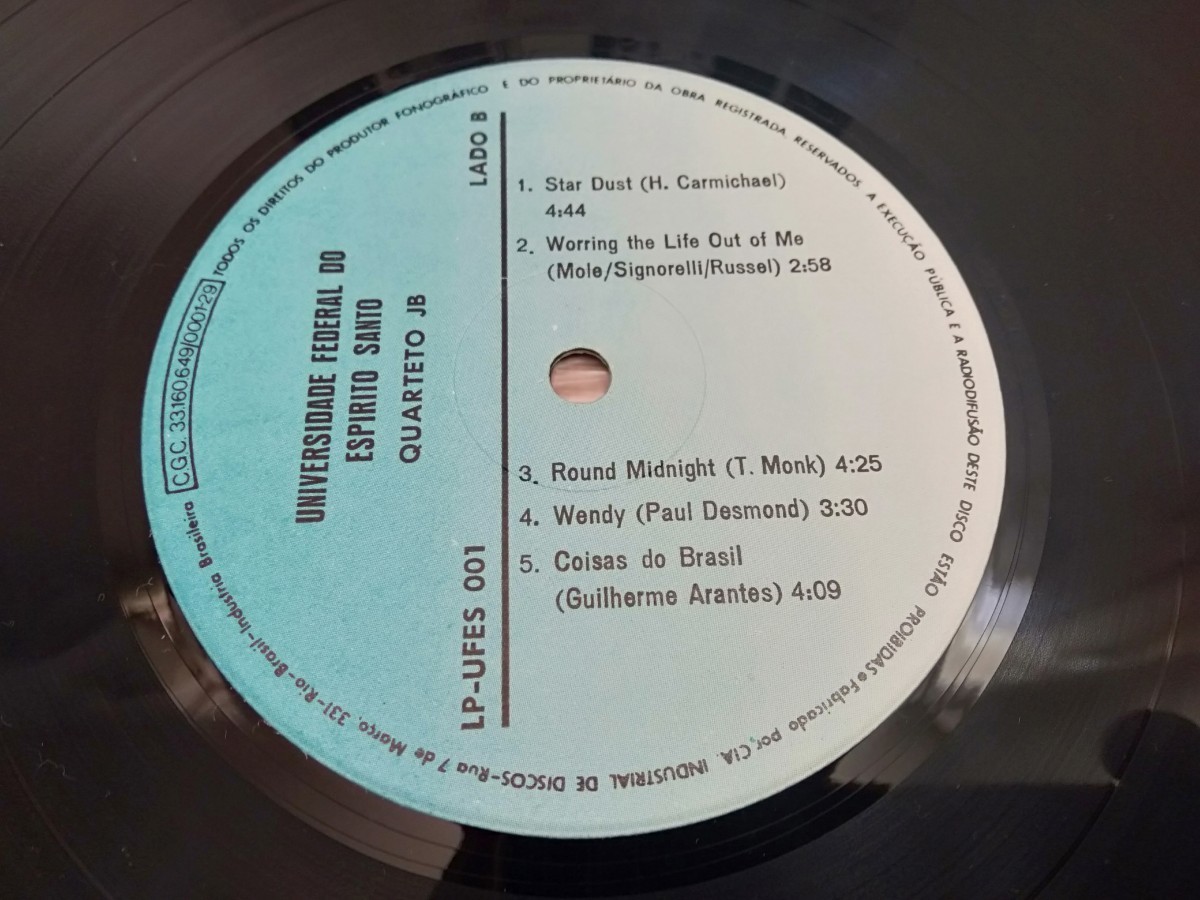 UNIVERSIDADE FEDERAL DO
ESPIRITO SANTO
QUARTETO JB
LP-UFES 001
LADO B
1. Star Dust (H. Carmichael)
4:44
2. Worring the Life Out of Me
(Mole/Signorelli/Russel) 2:58
3. Round Midnight (T. Monk) 4:25
4. Wendy (Paul Desmond) 3:30
5. Coisas do Brasil
(Guilherme Arantes) 4:09
C.G.C. 33.160.649/0001-29
TODOS OS DIREITOS DO PRODUTOR FONOGRÁFICO E DO PROPRIETÁRIO DA OBRA REGISTRADA RESERVADOS. A EXECUÇÃO PÚBLICA E A RADIODIFUSÃO DESTE DISCO ESTÃO PROIBIDAS • Fabricado por, CIA. INDUSTRIAL DE DISCOS-Rua 7 de Março, 331-Rio-Brasil-Industria Brasileira